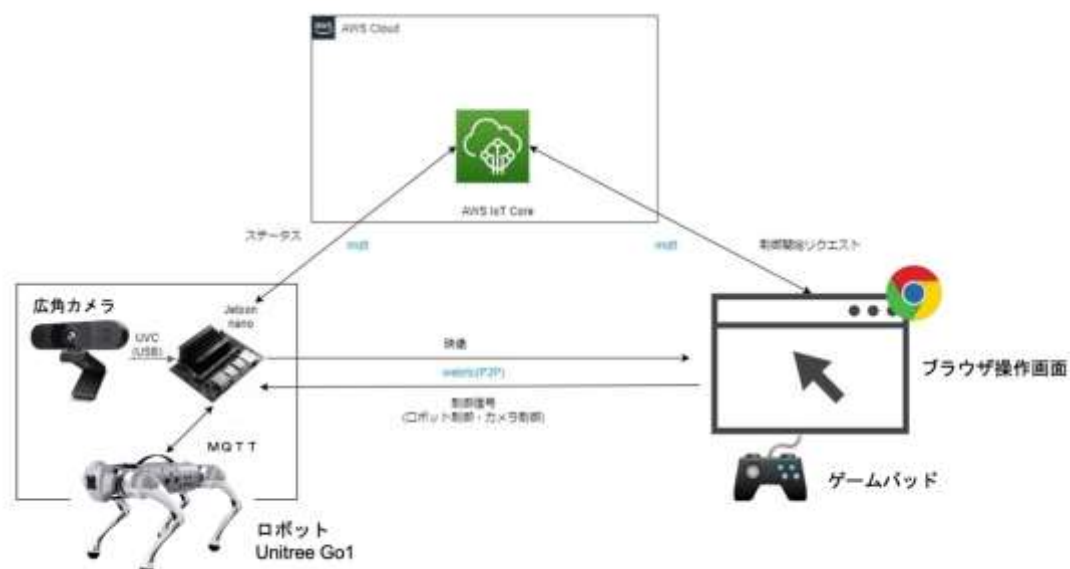 aws AWS Cloud
AWS IoT Core
ステータス
mqtt
mqtt
制御開始リクエスト
広角カメラ
Jetson
nano
UVC
(USB)
映像
webrtc(P2P)
制御信号
(ロボット制御・カメラ制御)
ブラウザ操作画面
MQTT
ゲームパッド
ロボット
Unitree Go1